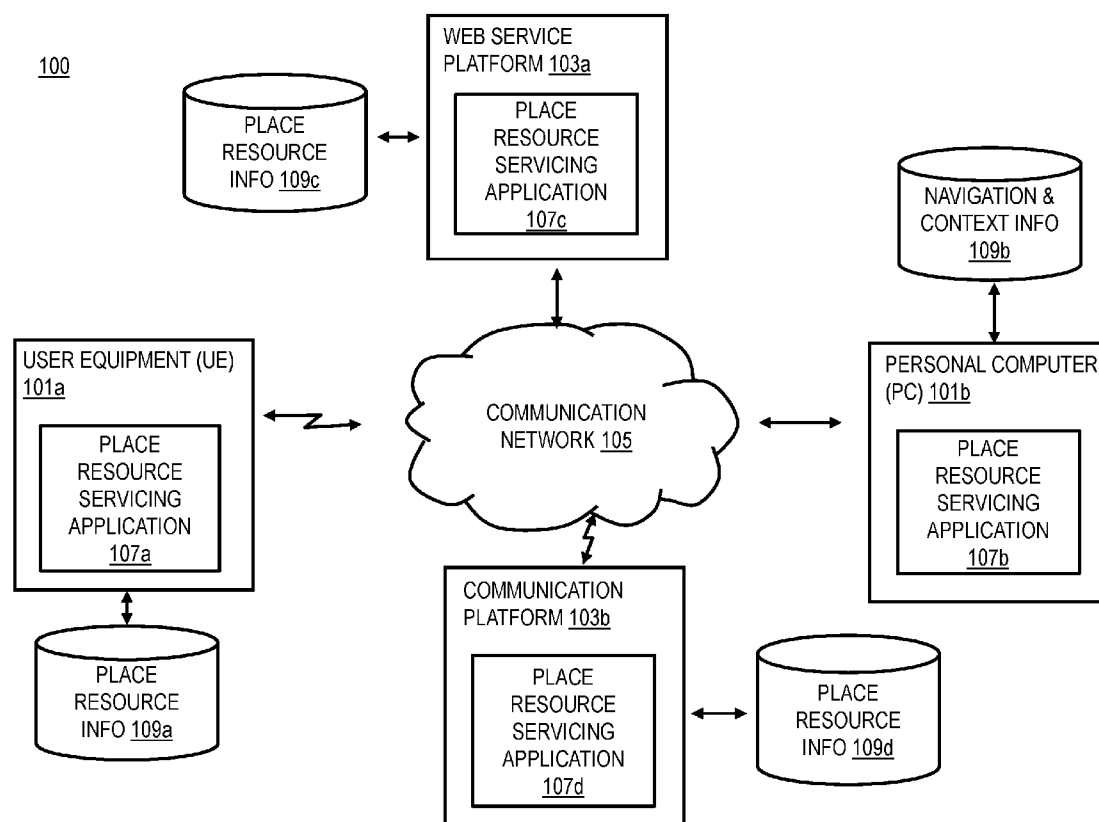 100
WEB SERVICE
PLATFORM 103a
PLACE
RESOURCE
SERVICING
APPLICATION
107c
PLACE
RESOURCE
INFO 109c
NAVIGATION &
CONTEXT INFO
109b
USER EQUIPMENT (UE)
101a
PLACE
RESOURCE
SERVICING
APPLICATION
107a
PLACE
RESOURCE
INFO 109a
COMMUNICATION
NETWORK 105
PERSONAL COMPUTER
(PC) 101b
PLACE
RESOURCE
SERVICING
APPLICATION
107b
COMMUNICATION
PLATFORM 103b
PLACE
RESOURCE
SERVICING
APPLICATION
107d
PLACE
RESOURCE
INFO 109d